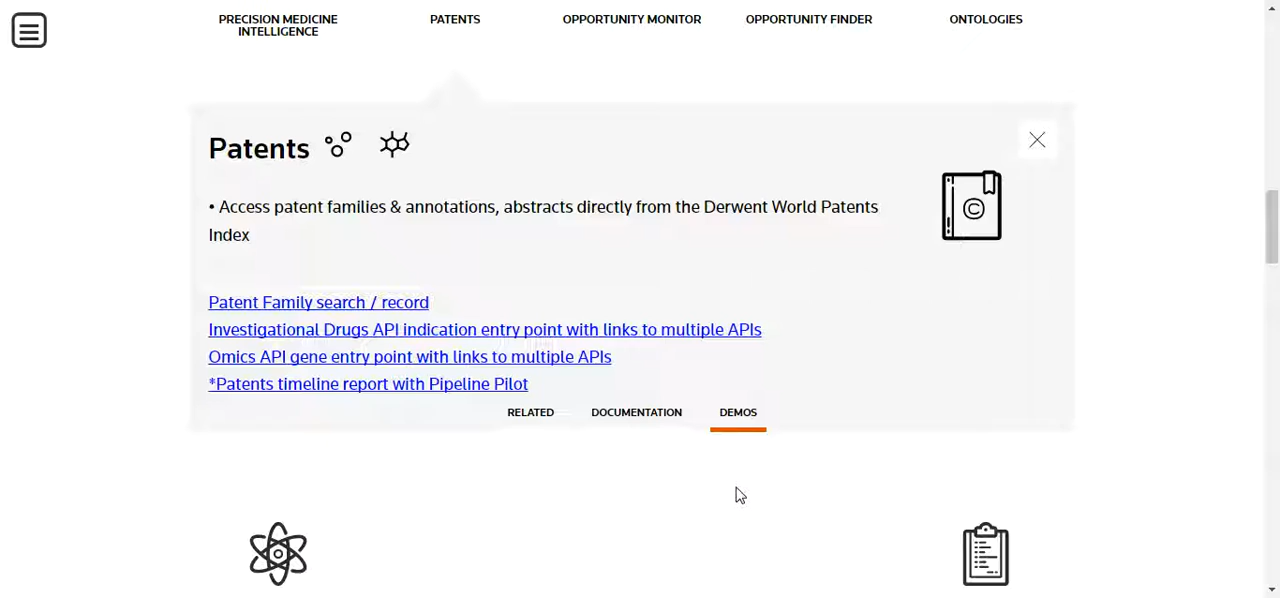 PRECISION MEDICINE
INTELLIGENCE
PATENTS
OPPORTUNITY MONITOR
OPPORTUNITY FINDER
ONTOLOGIES
Patents
• Access patent families & annotations, abstracts directly from the Derwent World Patents
Index
©
Patent Family search / record
Investigational Drugs API indication entry point with links to multiple APIs
Omics API gene entry point with links to multiple APIs
*Patents timeline report with Pipeline Pilot
RELATED
DOCUMENTATION
DEMOS